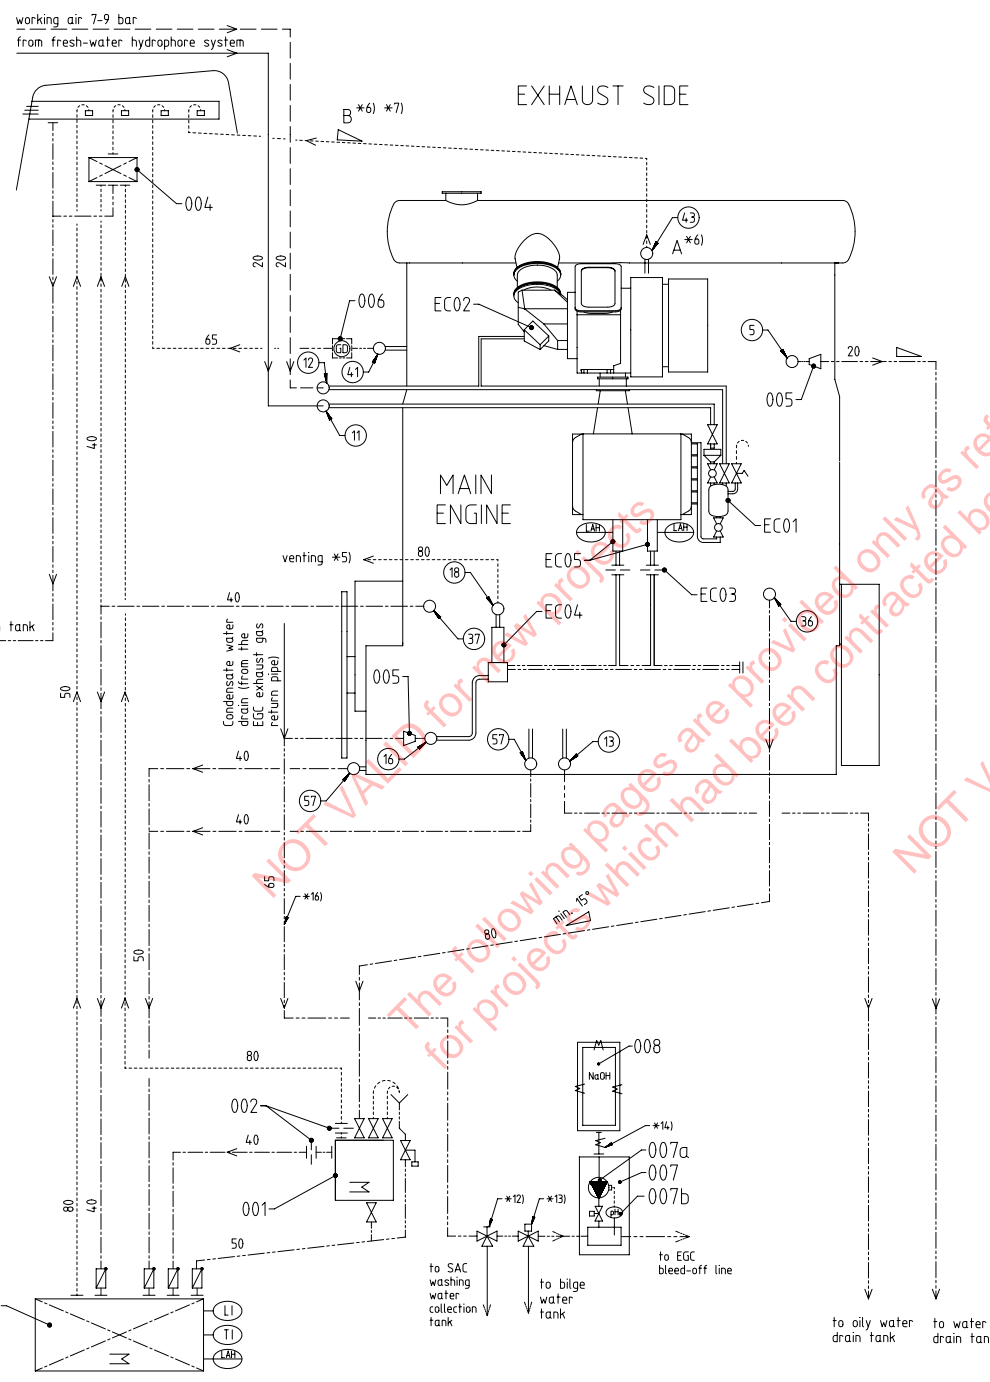 working air 7-9 bar
from fresh-water hydrophore system
EXHAUST SIDE
B *6) *7)
004
43
A *6)
20
20
006
EC02
GD
65
41
12
5
20
005
11
40
MAIN
ENGINE
EC01
LAH
LAH
venting *5)
80
EC05
18
EC03
EC04
40
37
36
tank
Condensate water
drain (from the
EGC exhaust gas
return pipe)
50
005
16
57
13
40
57
40
65
*16)
min. 15°
80
50
80
008
NaOH
002
*14)
40
007a
007
007b
pH
001
*12)
*13)
80
40
50
to EGC
bleed-off line
to SAC
washing
water
collection
tank
to bilge
water
tank
LI
TI
LAH
to oily water
drain tank
to water
drain tan
NOT VALID for new projects
The following pages are provided only as ref
for projects which had been contracted be
NOT V